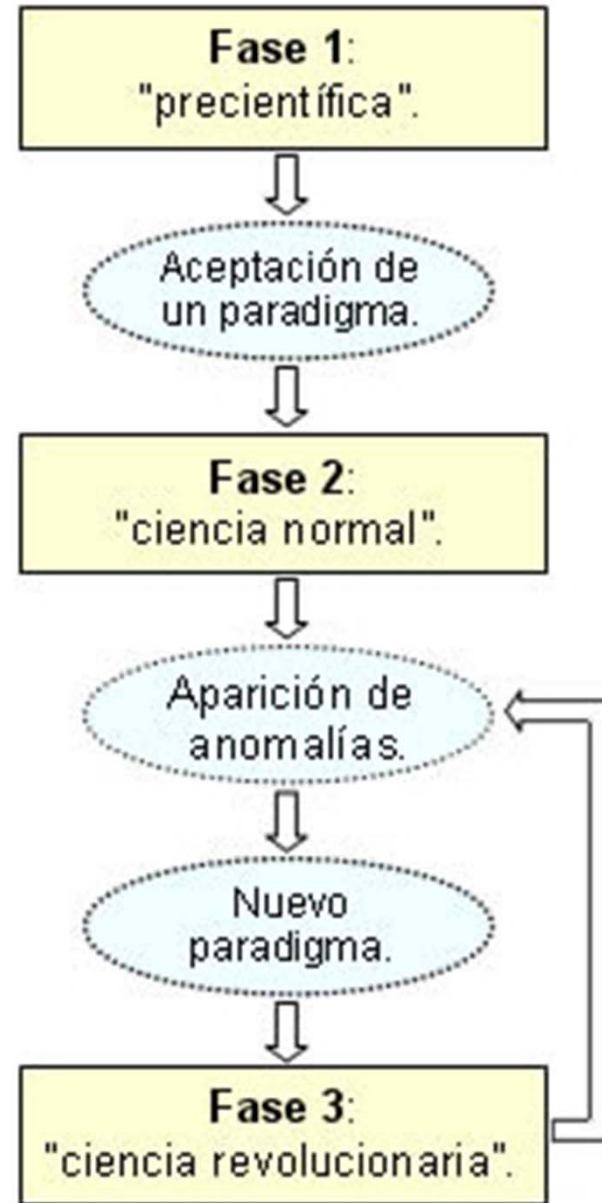 Fase 1:
"precientífica".
Aceptación de
un paradigma.
Fase 2:
"ciencia normal".
Aparición de
anomalías.
Nuevo
paradigma.
Fase 3:
"ciencia revolucionaria".